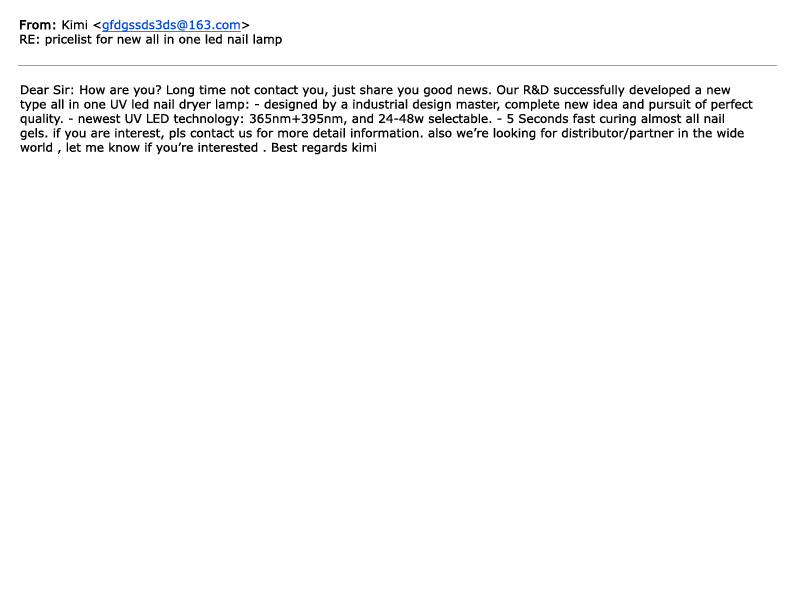 From: Kimi <gfdgssds3ds@163.com>
RE: pricelist for new all in one led nail lamp
Dear Sir: How are you? Long time not contact you, just share you good news. Our R&D successfully developed a new
type all in one UV led nail dryer lamp: - designed by a industrial design master, complete new idea and pursuit of perfect
quality. - newest UV LED technology: 365nm+395nm, and 24-48w selectable. - 5 Seconds fast curing almost all nail
gels. if you are interest, pls contact us for more detail information. also we’re looking for distributor/partner in the wide
world , let me know if you’re interested . Best regards kimi